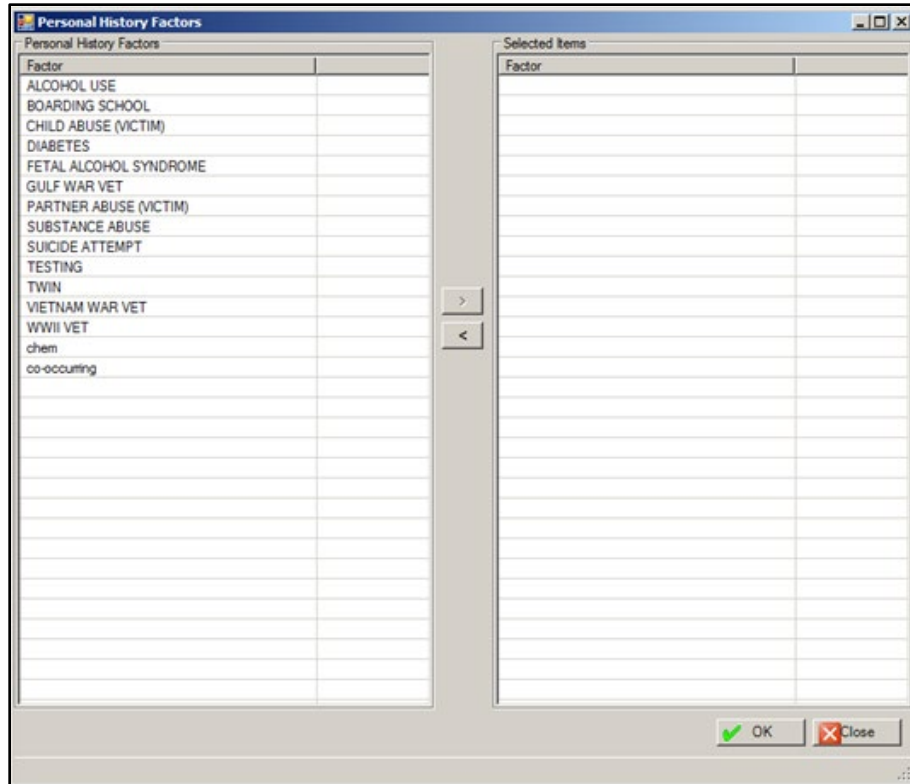 Personal History Factors
Personal History Factors
Factor
ALCOHOL USE
BOARDING SCHOOL
CHILD ABUSE (VICTIM)
DIABETES
FETAL ALCOHOL SYNDROME
GULF WAR VET
PARTNER ABUSE (VICTIM)
SUBSTANCE ABUSE
SUICIDE ATTEMPT
TESTING
TWIN
VIETNAM WAR VET
WWII VET
chem
co-occurring
>
<
Selected Items
Factor
OK
Close